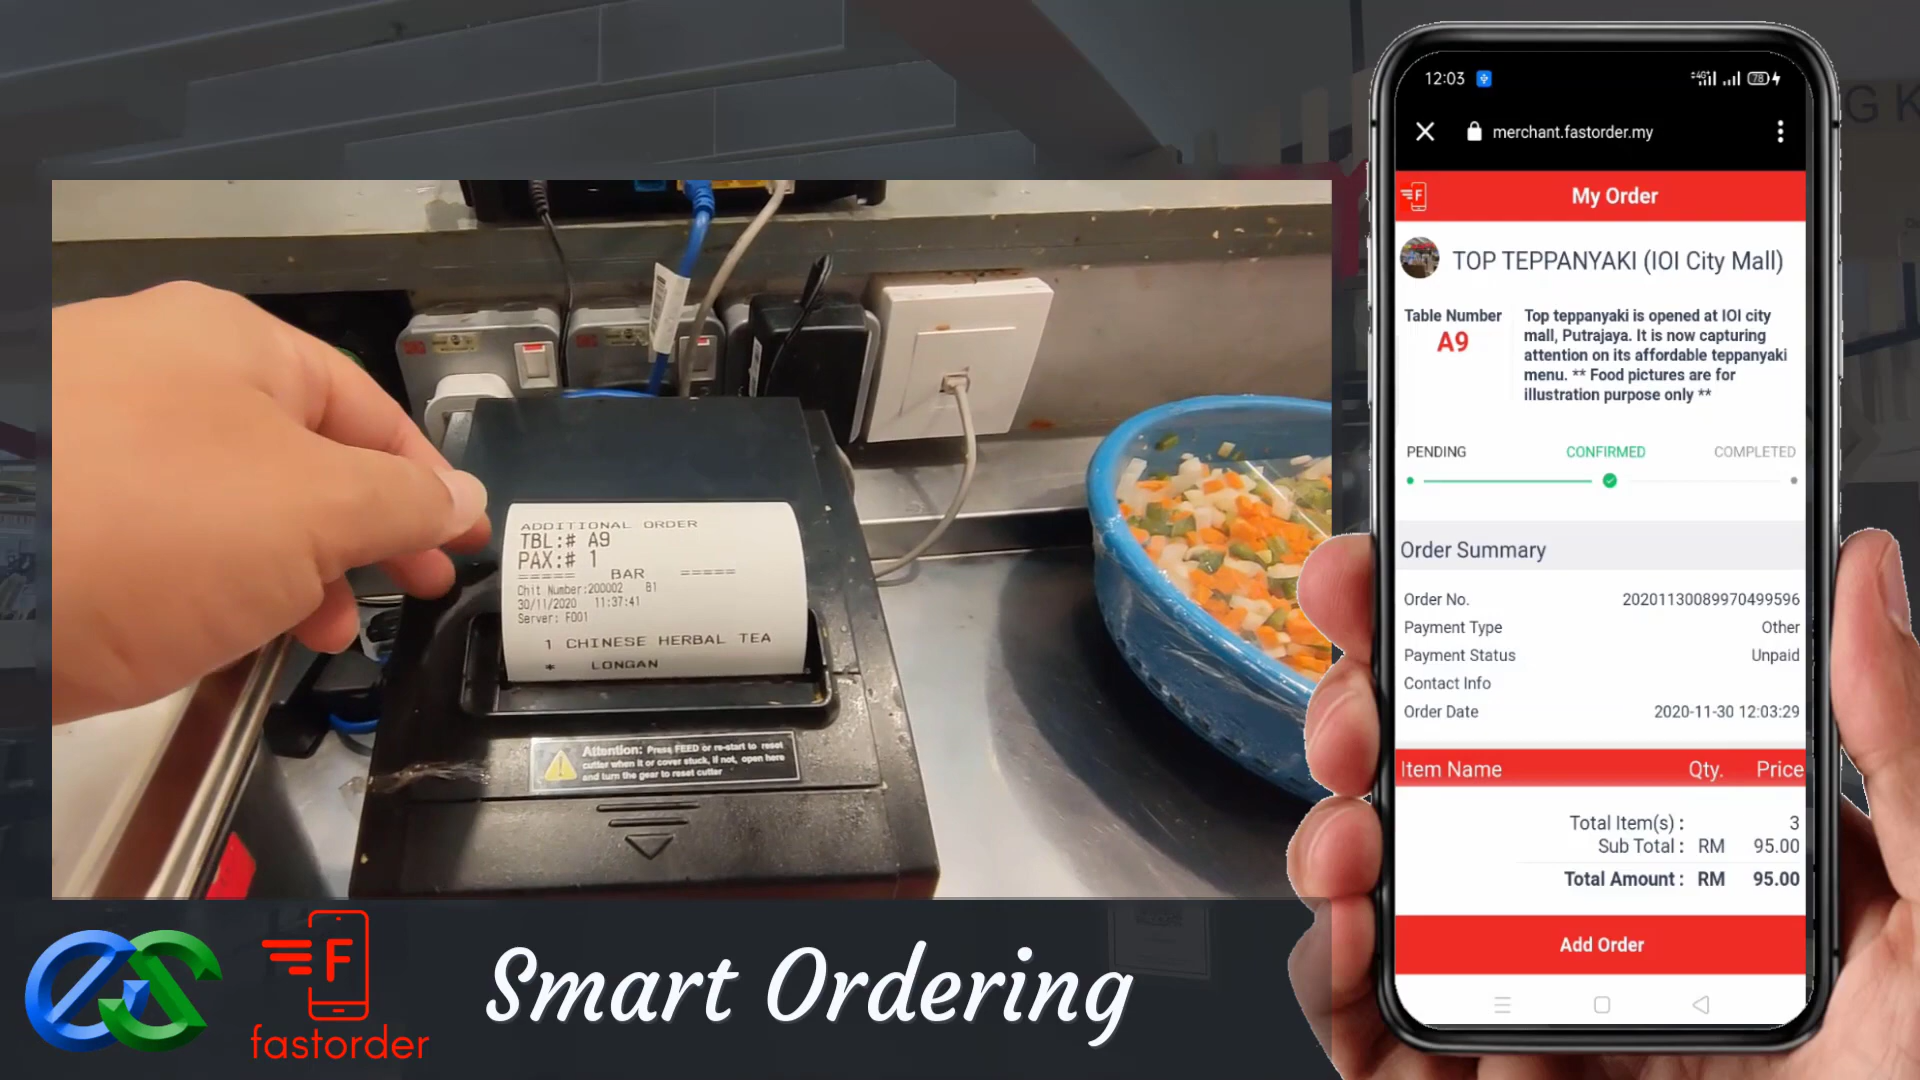 ADDITIONAL ORDER
TBL:# A9
PAX:# 1
===== BAR =====
Chit Number:200002 B1
30/11/2020 11:37:41
Server: F001
1 CHINESE HERBAL TEA
* LONGAN
Attention: Press FEED or re-start to reset
cutter when it or cover stuck, if not, open here
and turn the gear to reset cutter
F
fastorder
Smart Ordering
12:03
4G+
78
merchant.fastorder.my
F
My Order
TOP TEPPANYAKI (IOI City Mall)
Table Number
A9
Top teppanyaki is opened at IOI city
mall, Putrajaya. It is now capturing
attention on its affordable teppanyaki
menu. ** Food pictures are for
illustration purpose only **
PENDING CONFIRMED COMPLETED
Order Summary
Order No. 20201130089970499596
Payment Type Other
Payment Status Unpaid
Contact Info
Order Date 2020-11-30 12:03:29
Item Name Qty. Price
Total Item(s) : 3
Sub Total : RM 95.00
Total Amount : RM 95.00
Add Order
G K